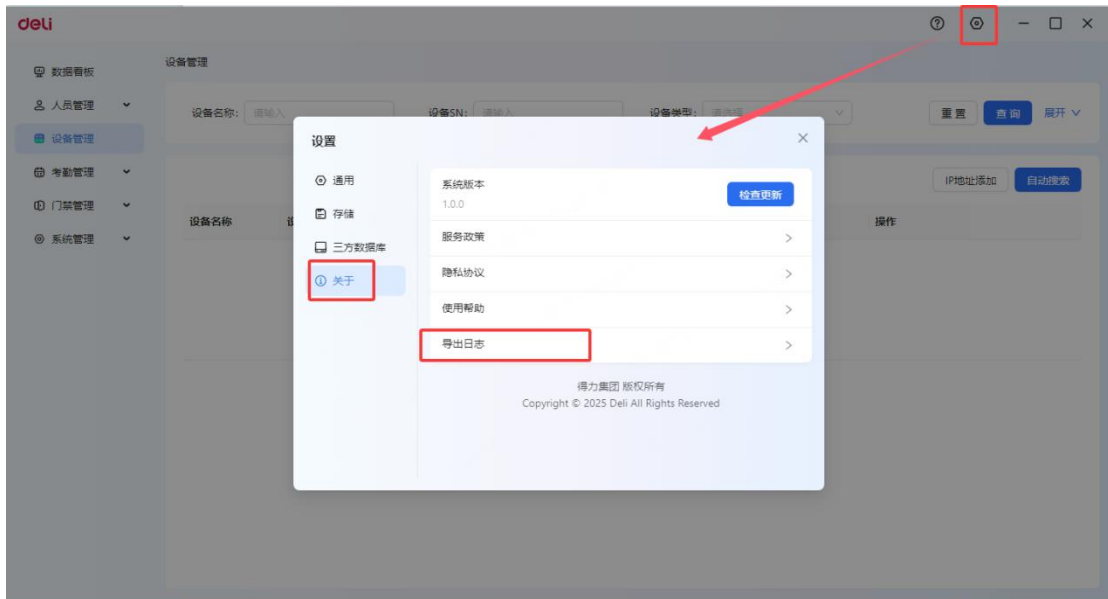 deli
数据看板
人员管理
设备管理
考勤管理
门禁管理
系统管理
设备管理
设备名称: 请输入
设备SN: 请输入
设备类型: 请选择
重置
查询
展开
IP地址添加
自动搜索
设备名称
操作
设置
通用
存储
三方数据库
关于
系统版本
1.0.0
检查更新
服务政策
隐私协议
使用帮助
导出日志
得力集团 版权所有
Copyright © 2025 Deli All Rights Reserved